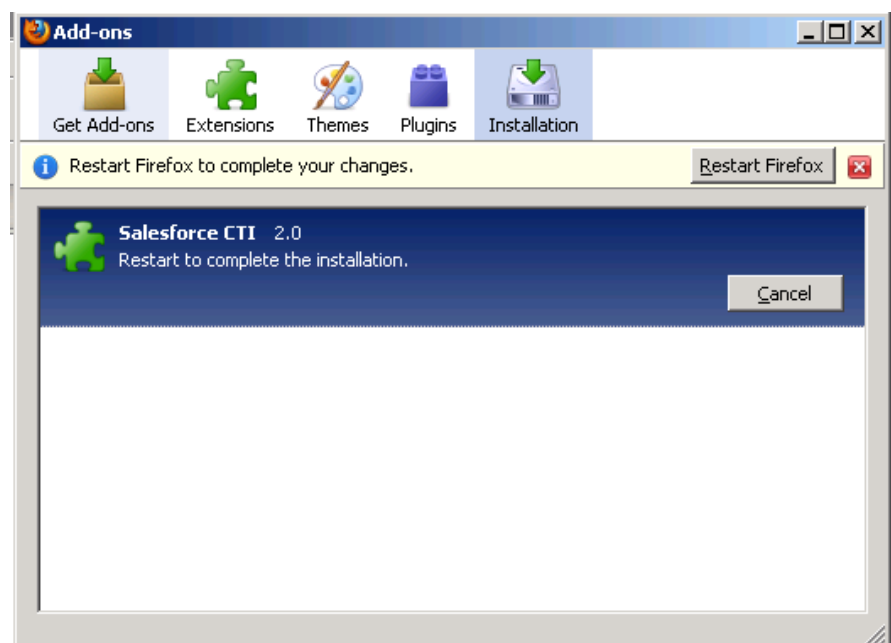 Add-ons
Get Add-ons Extensions Themes Plugins Installation
Restart Firefox to complete your changes. Restart Firefox
Salesforce CTI 2.0
Restart to complete the installation.
Cancel